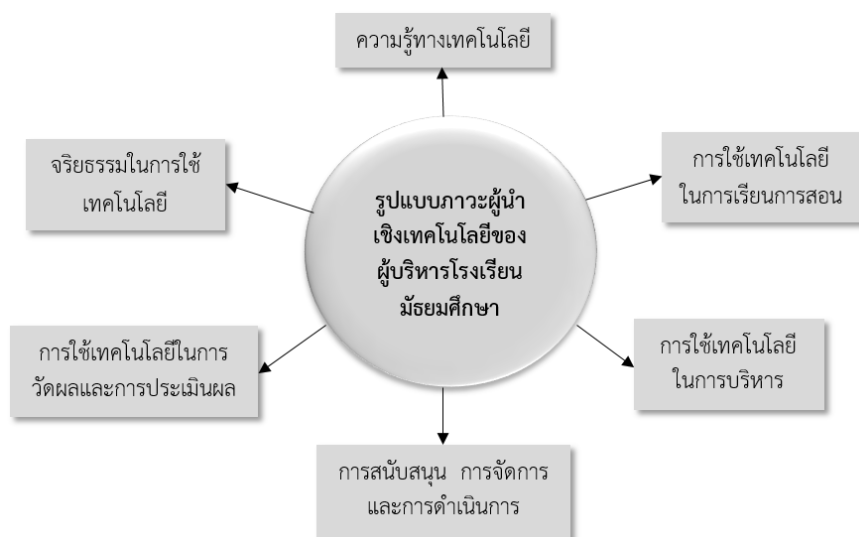 ความรู้ทางเทคโนโลยี
จริยธรรมในการใช้
เทคโนโลยี
การใช้เทคโนโลยี
ในการเรียนการสอน
รูปแบบภาวะผู้นำ
เชิงเทคโนโลยีของ
ผู้บริหารโรงเรียน
มัธยมศึกษา
การใช้เทคโนโลยีในการ
วัดผลและการประเมินผล
การใช้เทคโนโลยี
ในการบริหาร
การสนับสนุน การจัดการ
และการดำเนินการ